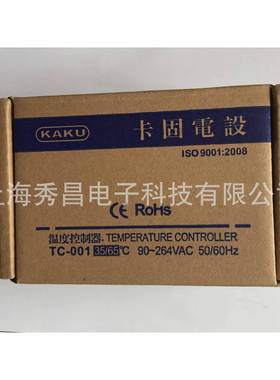 KAKU
卡固電設
ISO9001:2008
上海秀昌电子科技有限公司
CE RoHS
温度控制器. TEMPERATURE CONTROLLER
TC-001 35/65℃ 90~264VAC 50/60Hz